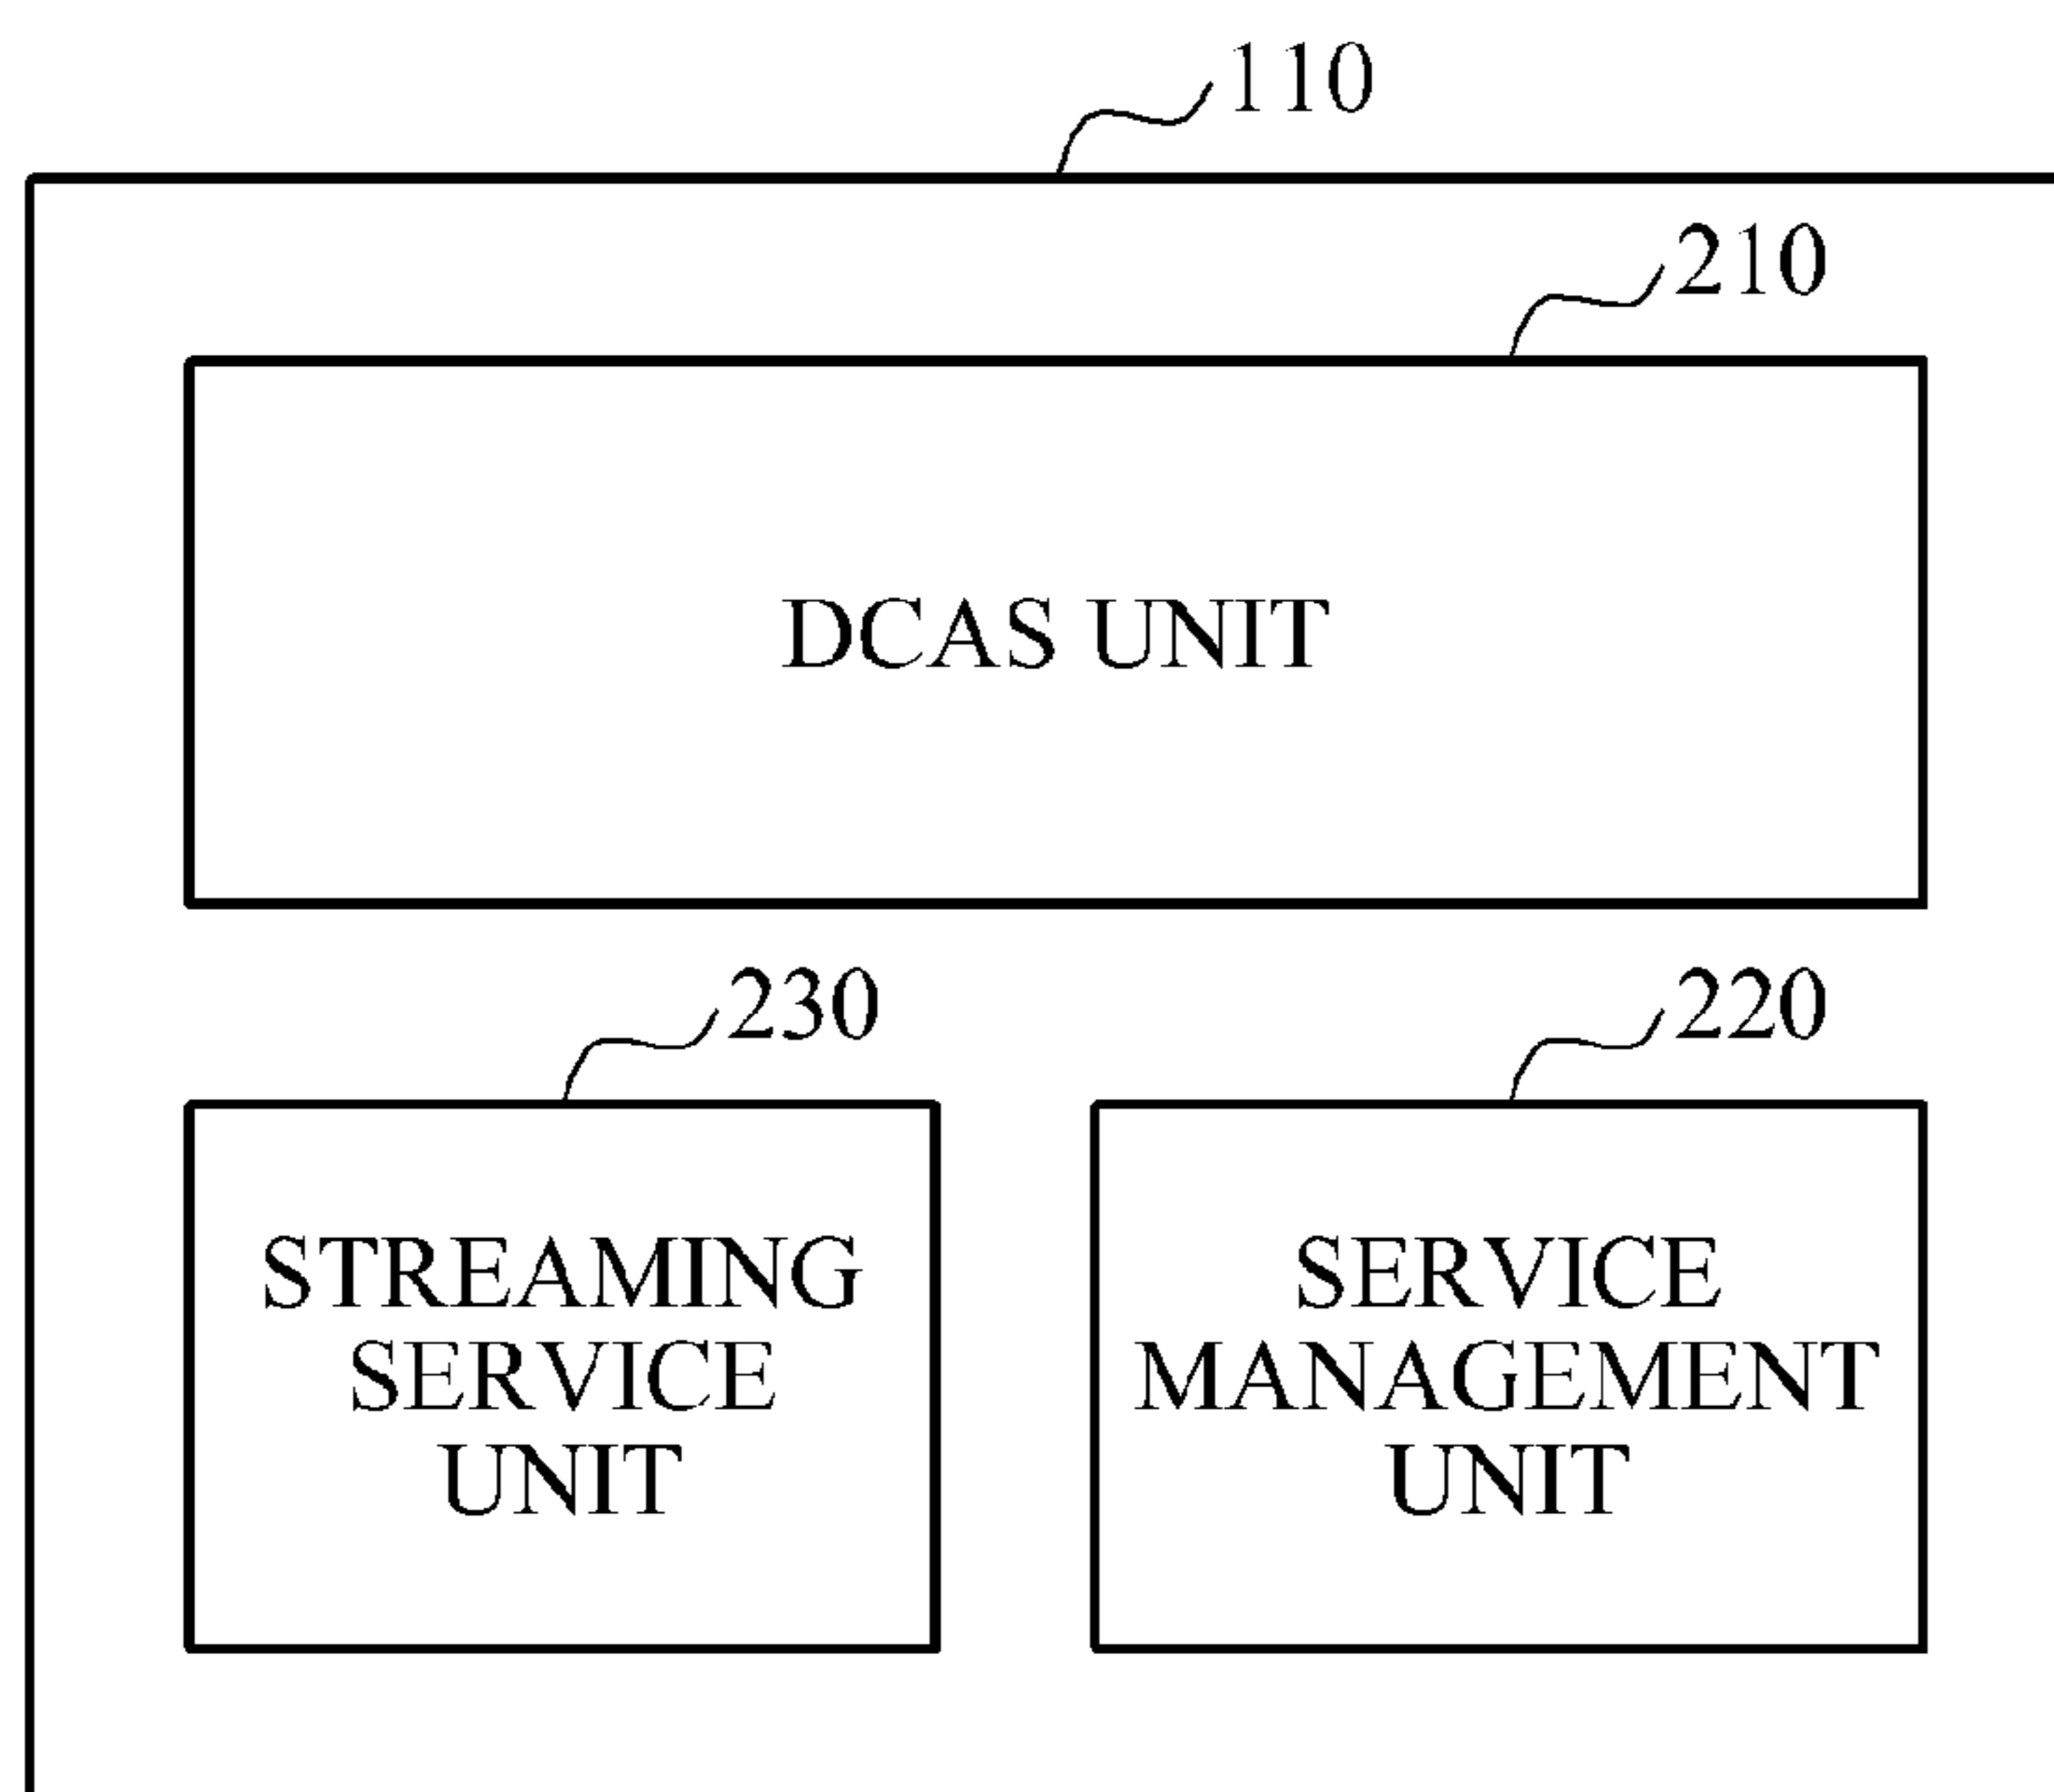 110
210
DCAS UNIT
230
STREAMING
SERVICE
UNIT
220
SERVICE
MANAGEMENT
UNIT